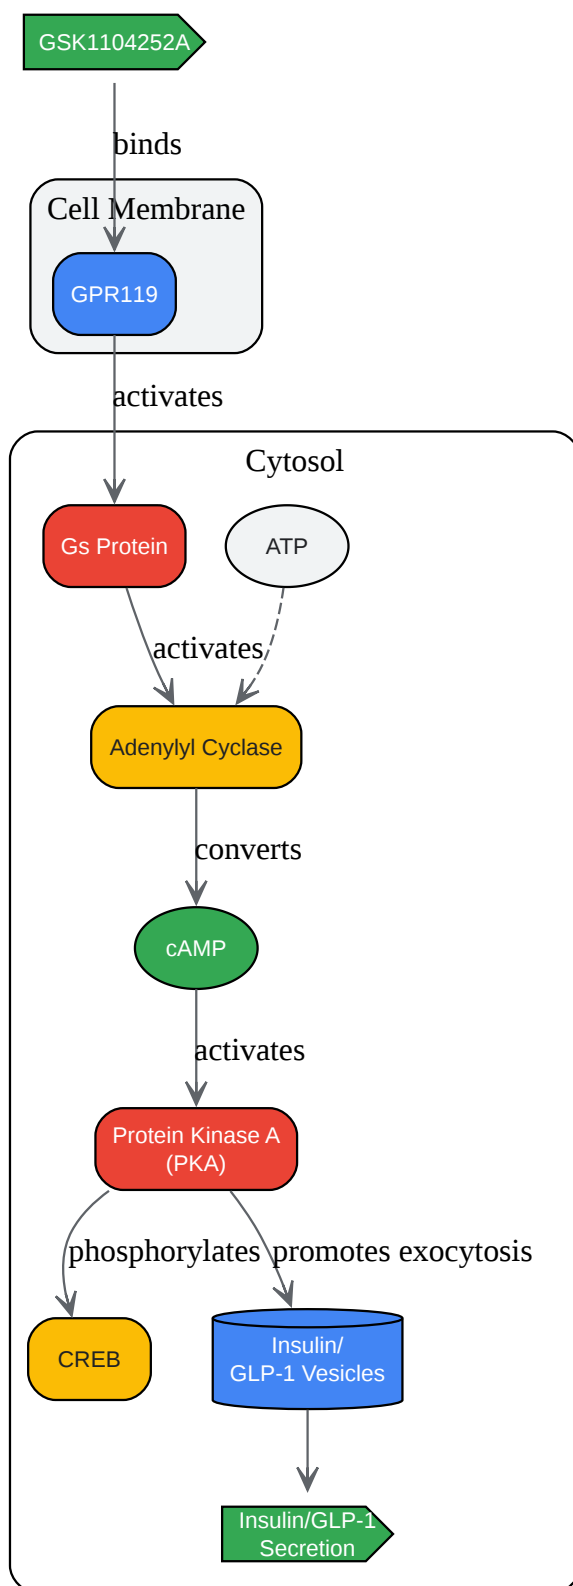 GSK1104252A
binds
Cell Membrane
GPR119
activates
Cytosol
Gs Protein
ATP
activates
Adenylyl Cyclase
converts
cAMP
activates
Protein Kinase A
(PKA)
phosphorylates
promotes exocytosis
CREB
Insulin/
GLP-1 Vesicles
Insulin/GLP-1
Secretion